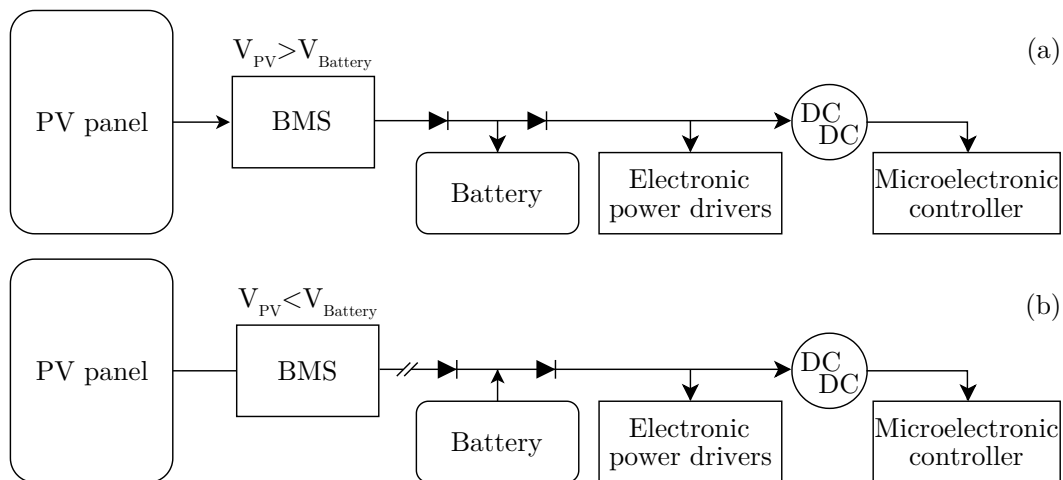 V_PV>V_Battery
(a)
PV panel
BMS
DC
DC
Battery
Electronic
power drivers
Microelectronic
controller
V_PV<V_Battery
(b)
PV panel
BMS
DC
DC
Battery
Electronic
power drivers
Microelectronic
controller